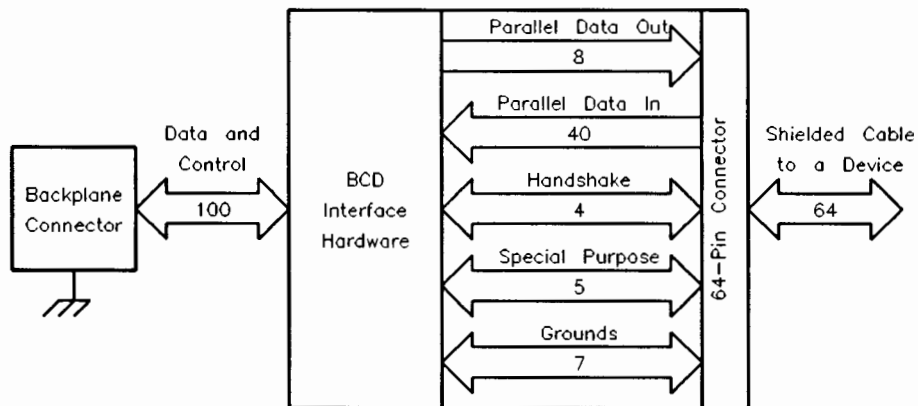 Backplane
Connector
Data and
Control
100
BCD
Interface
Hardware
Parallel Data Out
8
Parallel Data In
40
Handshake
4
Special Purpose
5
Grounds
7
64-Pin Connector
Shielded Cable
to a Device
64